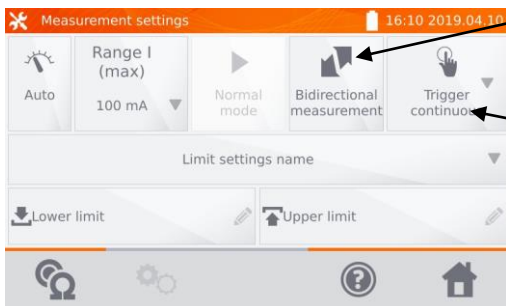 Measurement settings 16:10 2019.04.10
Auto
Range I
(max)
100 mA
Normal
mode
Bidirectional
measurement
Trigger
continuous
Limit settings name
Lower limit
Upper limit